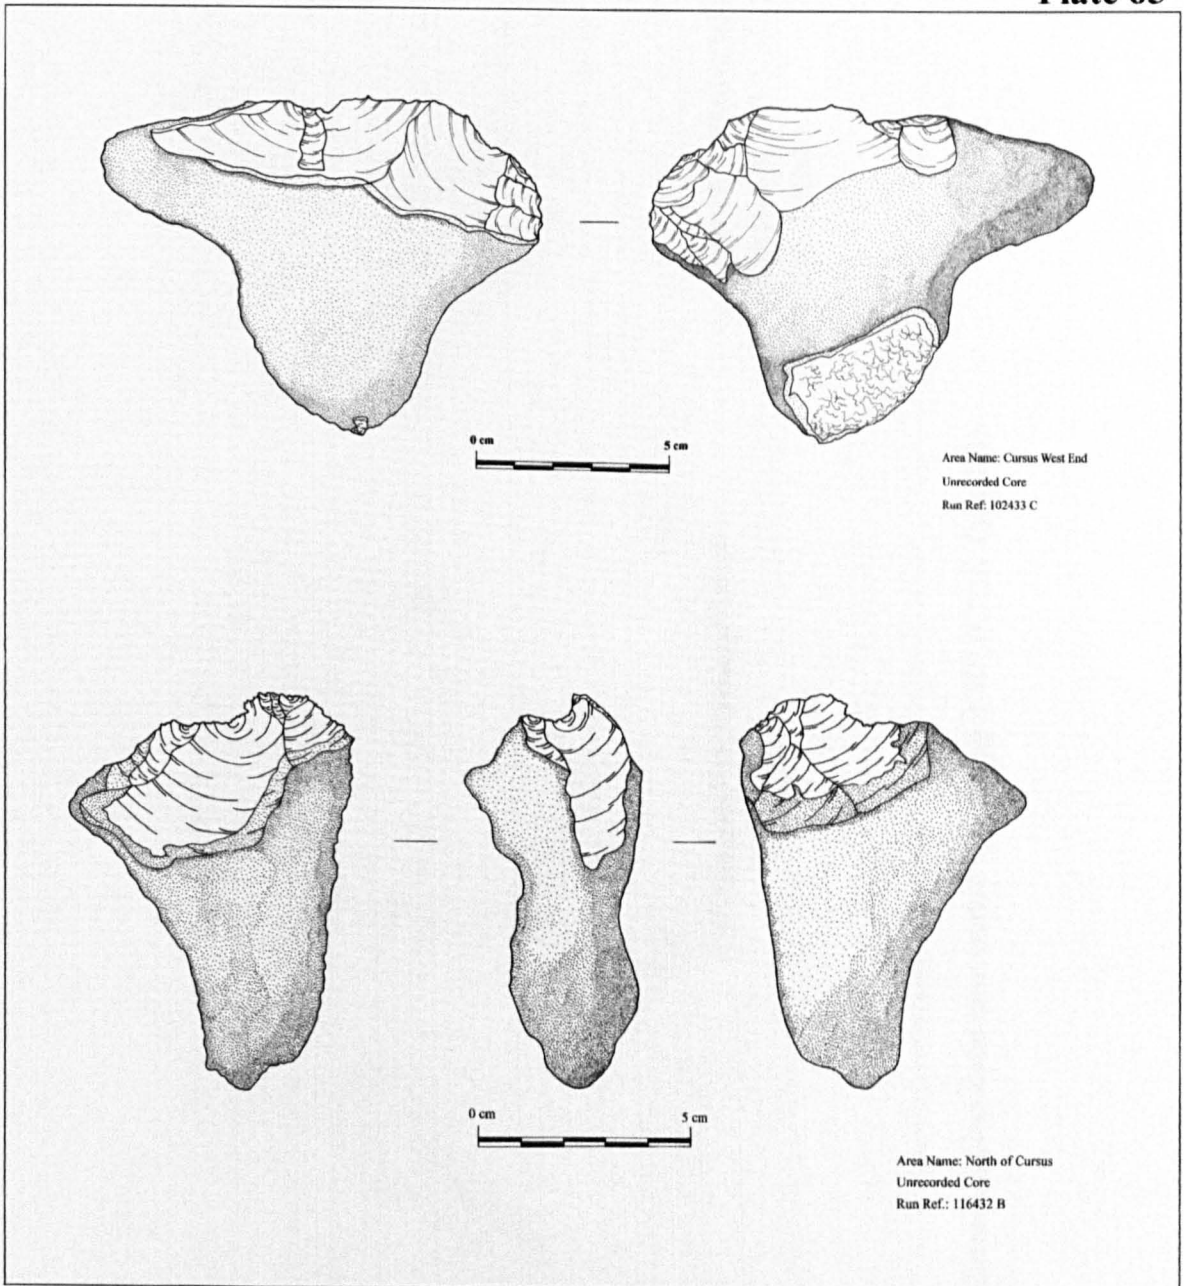 0 cm 5 cm
Area Name: Cursus West End
Unrecorded Core
Run Ref: 102433 C
0 cm 5 cm
Area Name: North of Cursus
Unrecorded Core
Run Ref.: 116432 B